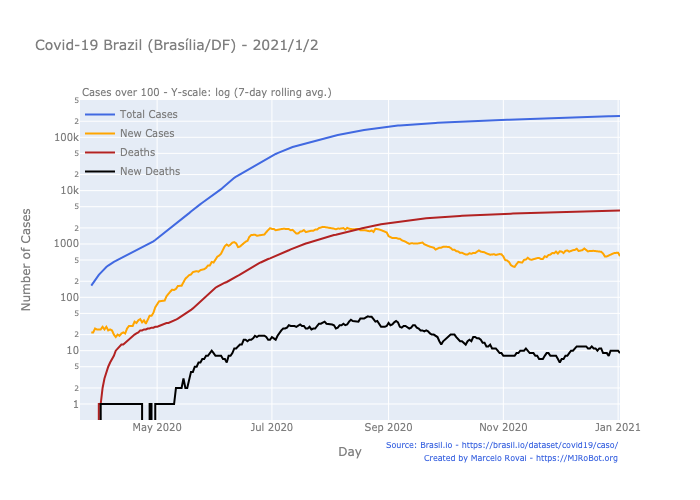 Covid-19 Brazil (Brasília/DF) - 2021/1/2
Cases over 100 - Y-scale: log (7-day rolling avg.)
Total Cases
New Cases
Deaths
New Deaths
Number of Cases
5
100k
5
2
10k
5
2
1000
5
2
100
5
2
10
5
2
1
May 2020
Jul 2020
Sep 2020
Nov 2020
Jan 2021
Day
Source: Brasil.io - https://brasil.io/dataset/covid19/caso/
Created by Marcelo Rovai - https://MJRoBot.org